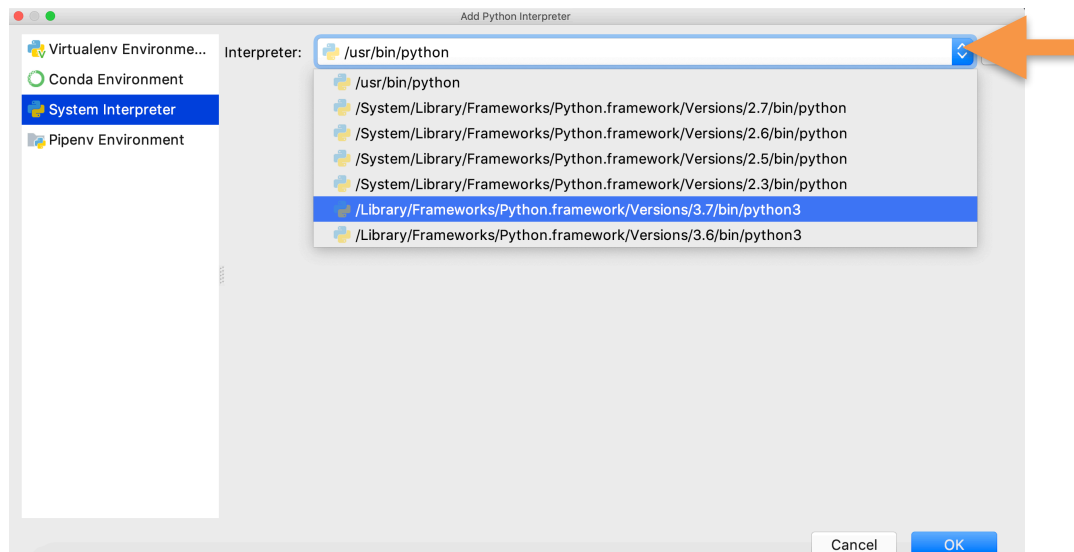 Add Python Interpreter
Virtualenv Environme...
Conda Environment
System Interpreter
Pipenv Environment
Interpreter:
/usr/bin/python
/usr/bin/python
/System/Library/Frameworks/Python.framework/Versions/2.7/bin/python
/System/Library/Frameworks/Python.framework/Versions/2.6/bin/python
/System/Library/Frameworks/Python.framework/Versions/2.5/bin/python
/System/Library/Frameworks/Python.framework/Versions/2.3/bin/python
/Library/Frameworks/Python.framework/Versions/3.7/bin/python3
/Library/Frameworks/Python.framework/Versions/3.6/bin/python3
Cancel
OK